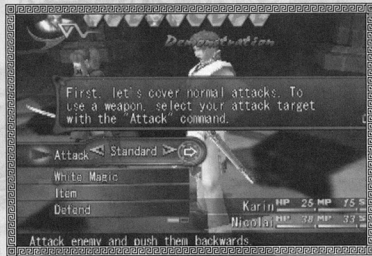 Demonstration
First, let's cover normal attacks. To
use a weapon, select your attack target
with the "Attack" command.
Attack Standard
White Magic
Item
Defend
Karin HP 25 MP 15 S
Nicolai HP 38 MP 33 S
Attack enemy and push them backwards.